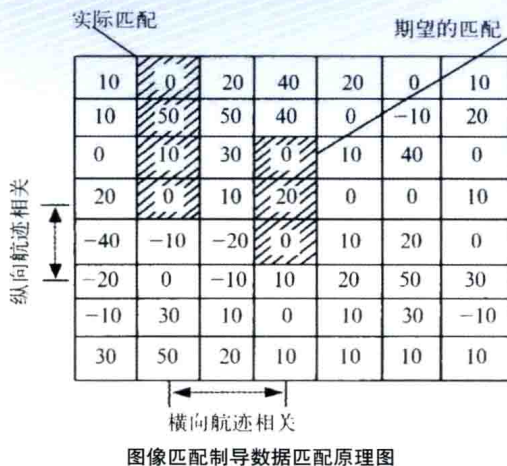 实际匹配
期望的匹配
10 0 20 40 20 0 10
10 50 50 40 0 -10 20
0 10 30 0 10 40 0
20 0 10 20 0 0 10
-40 -10 -20 0 10 20 0
-20 0 -10 10 20 50 30
-10 30 10 0 10 30 -10
30 50 20 10 10 10 10
纵向航迹相关
横向航迹相关
图像匹配制导数据匹配原理图